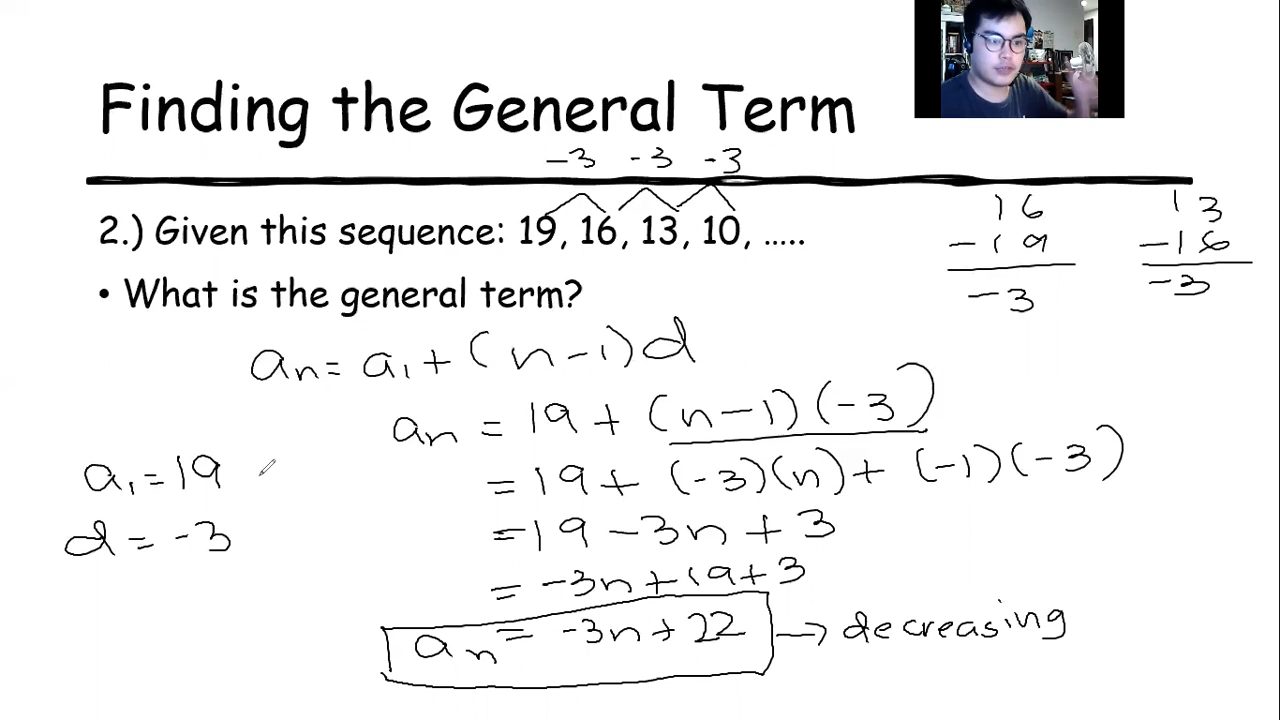 Finding the General Term
-3 -3 -3
2.) Given this sequence: 19, 16, 13, 10, .....
16
-19
-3
13
-16
-3
• What is the general term?
an = a1 + (n-1)d
an = 19 + (n-1)(-3)
= 19 + (-3)(n) + (-1)(-3)
a1 = 19
d = -3
= 19 - 3n + 3
= -3n + 19 + 3
an = -3n + 22 → decreasing